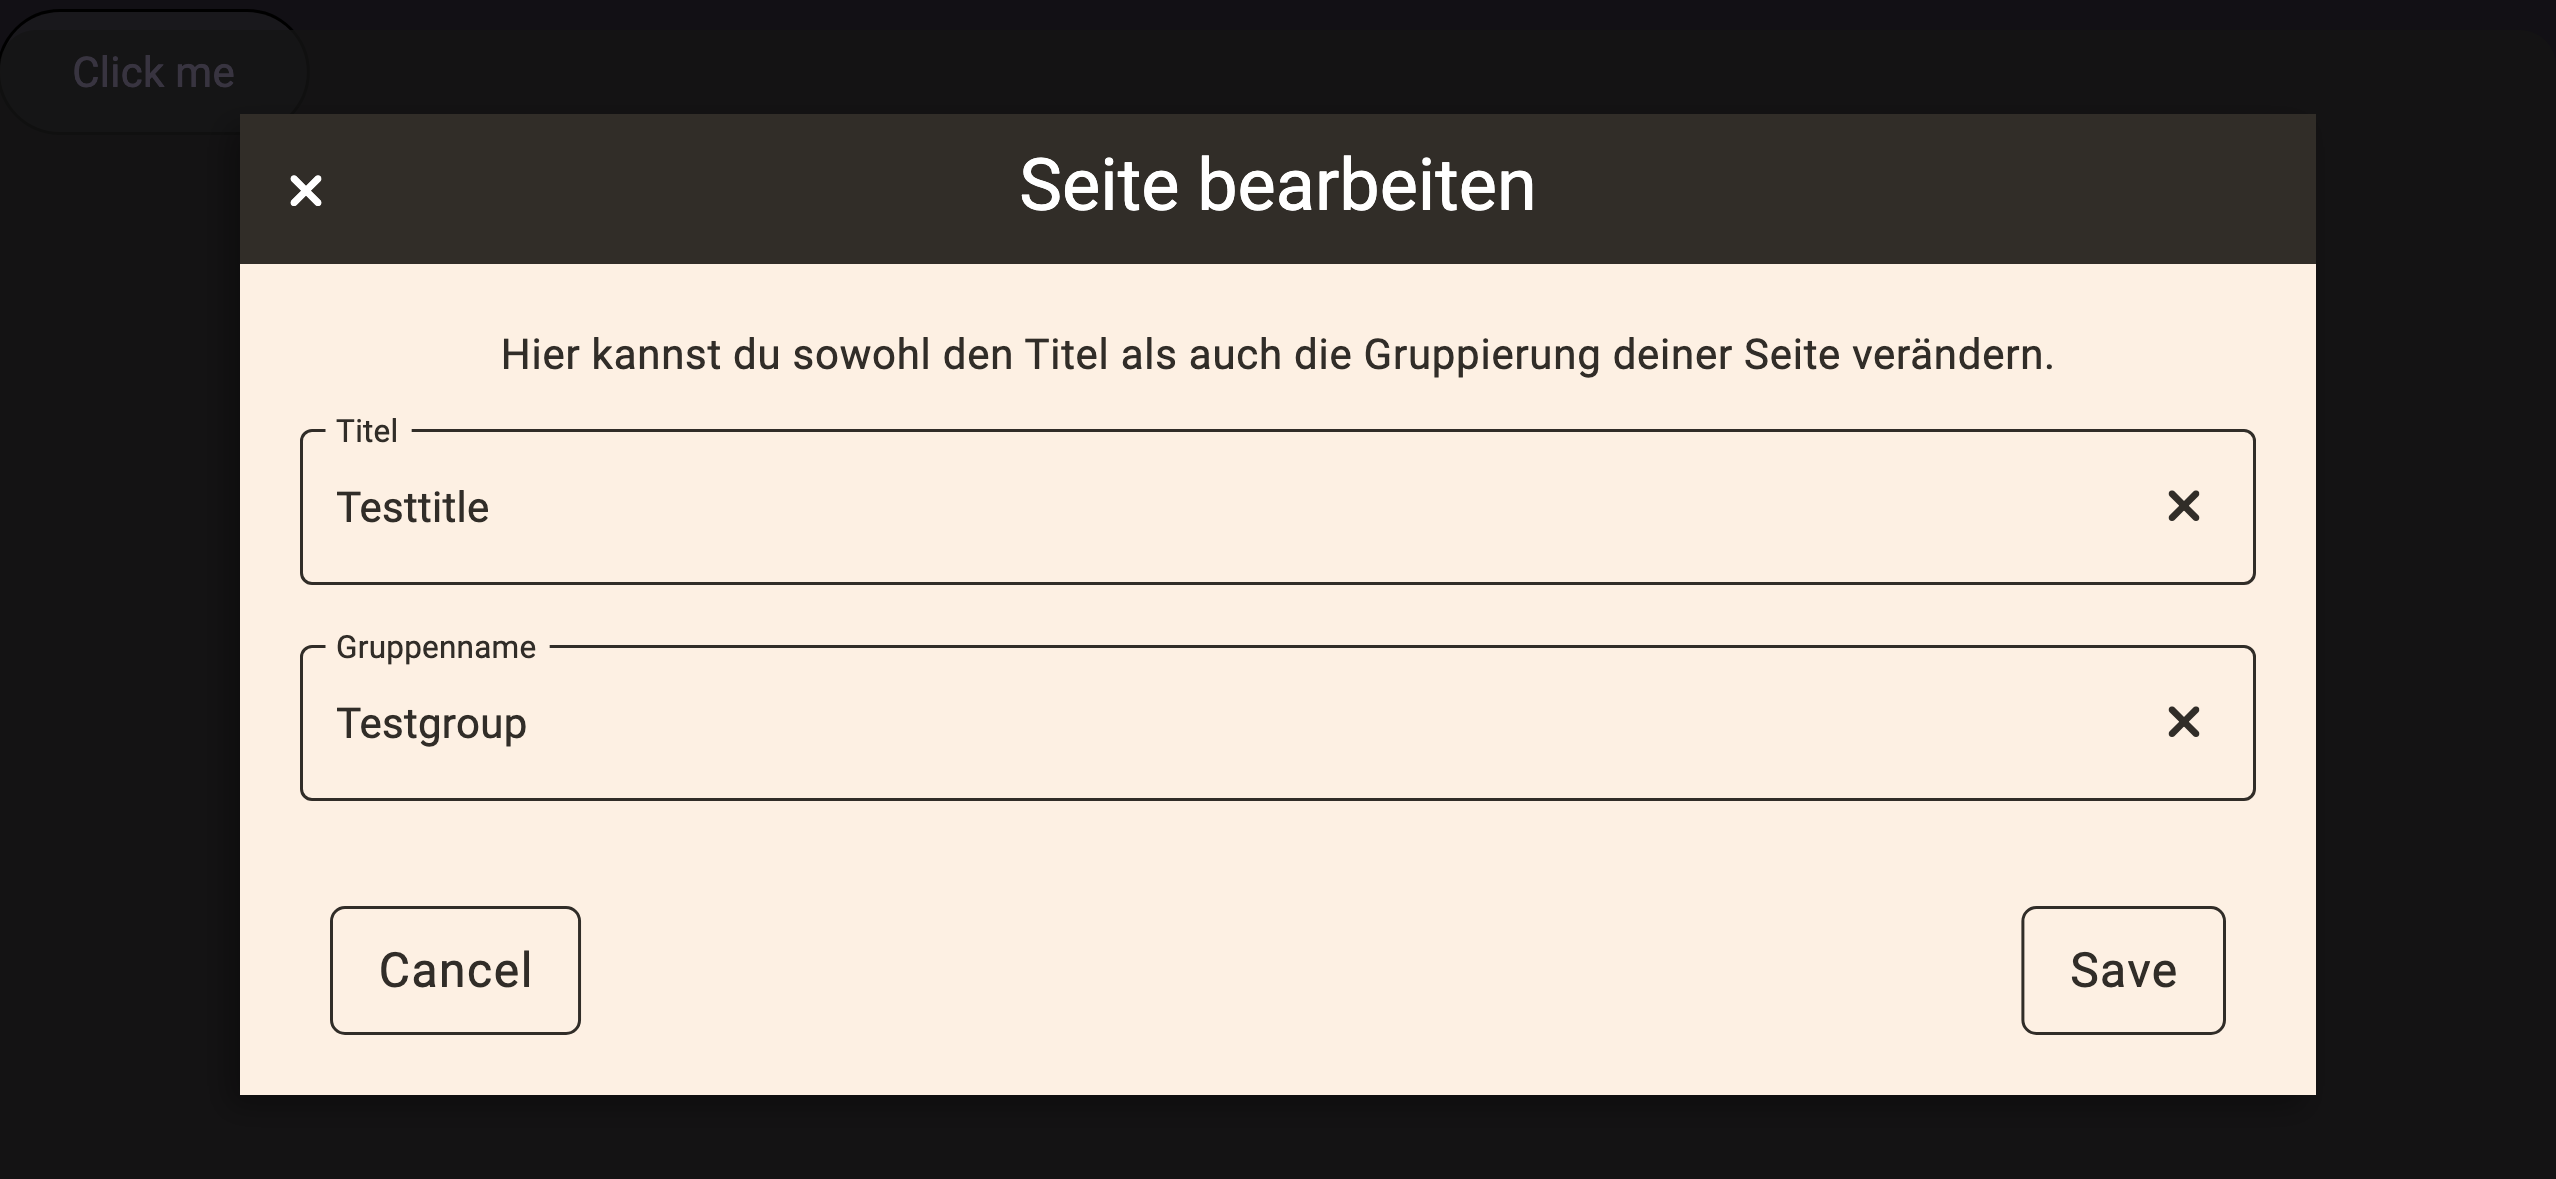 Click me
Seite bearbeiten
Hier kannst du sowohl den Titel als auch die Gruppierung deiner Seite verändern.
Titel
Testtitle
Gruppenname
Testgroup
Cancel
Save